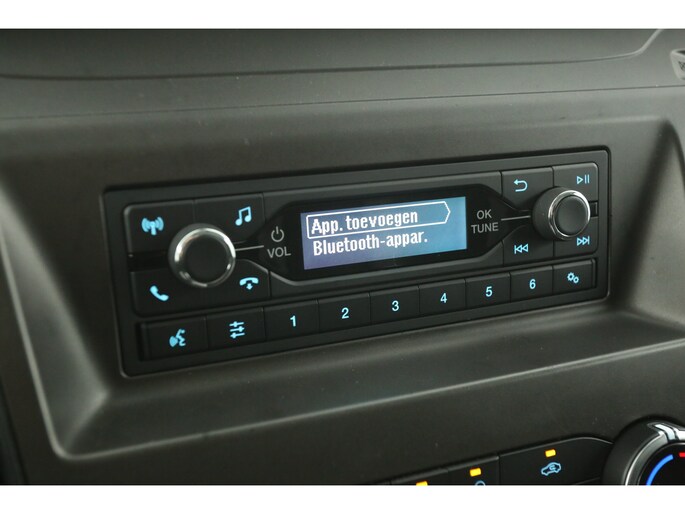 App. toevoegen
Bluetooth-appar.
VOL
OK
TUNE
1 2 3 4 5 6